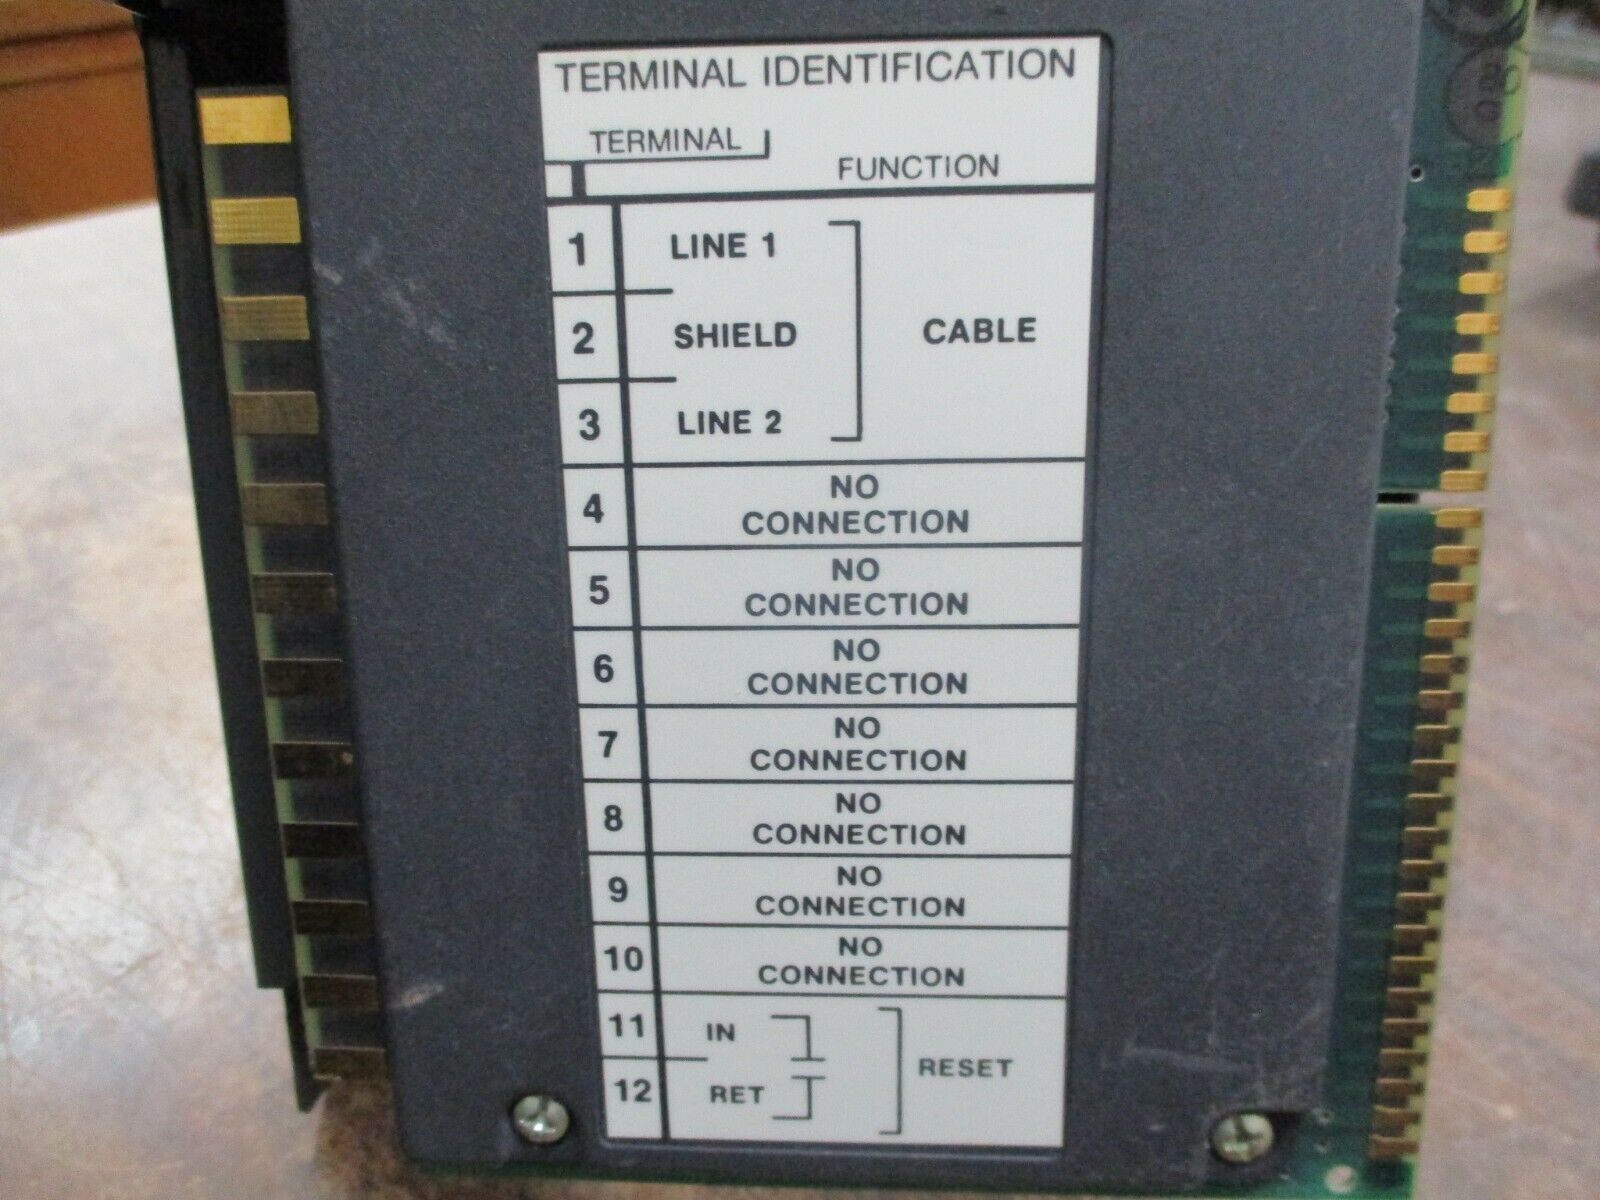 TERMINAL IDENTIFICATION
TERMINAL
FUNCTION
1 LINE 1
2 SHIELD CABLE
3 LINE 2
4 NO
CONNECTION
5 NO
CONNECTION
6 NO
CONNECTION
7 NO
CONNECTION
8 NO
CONNECTION
9 NO
CONNECTION
10 NO
CONNECTION
11 IN
RESET
12 RET